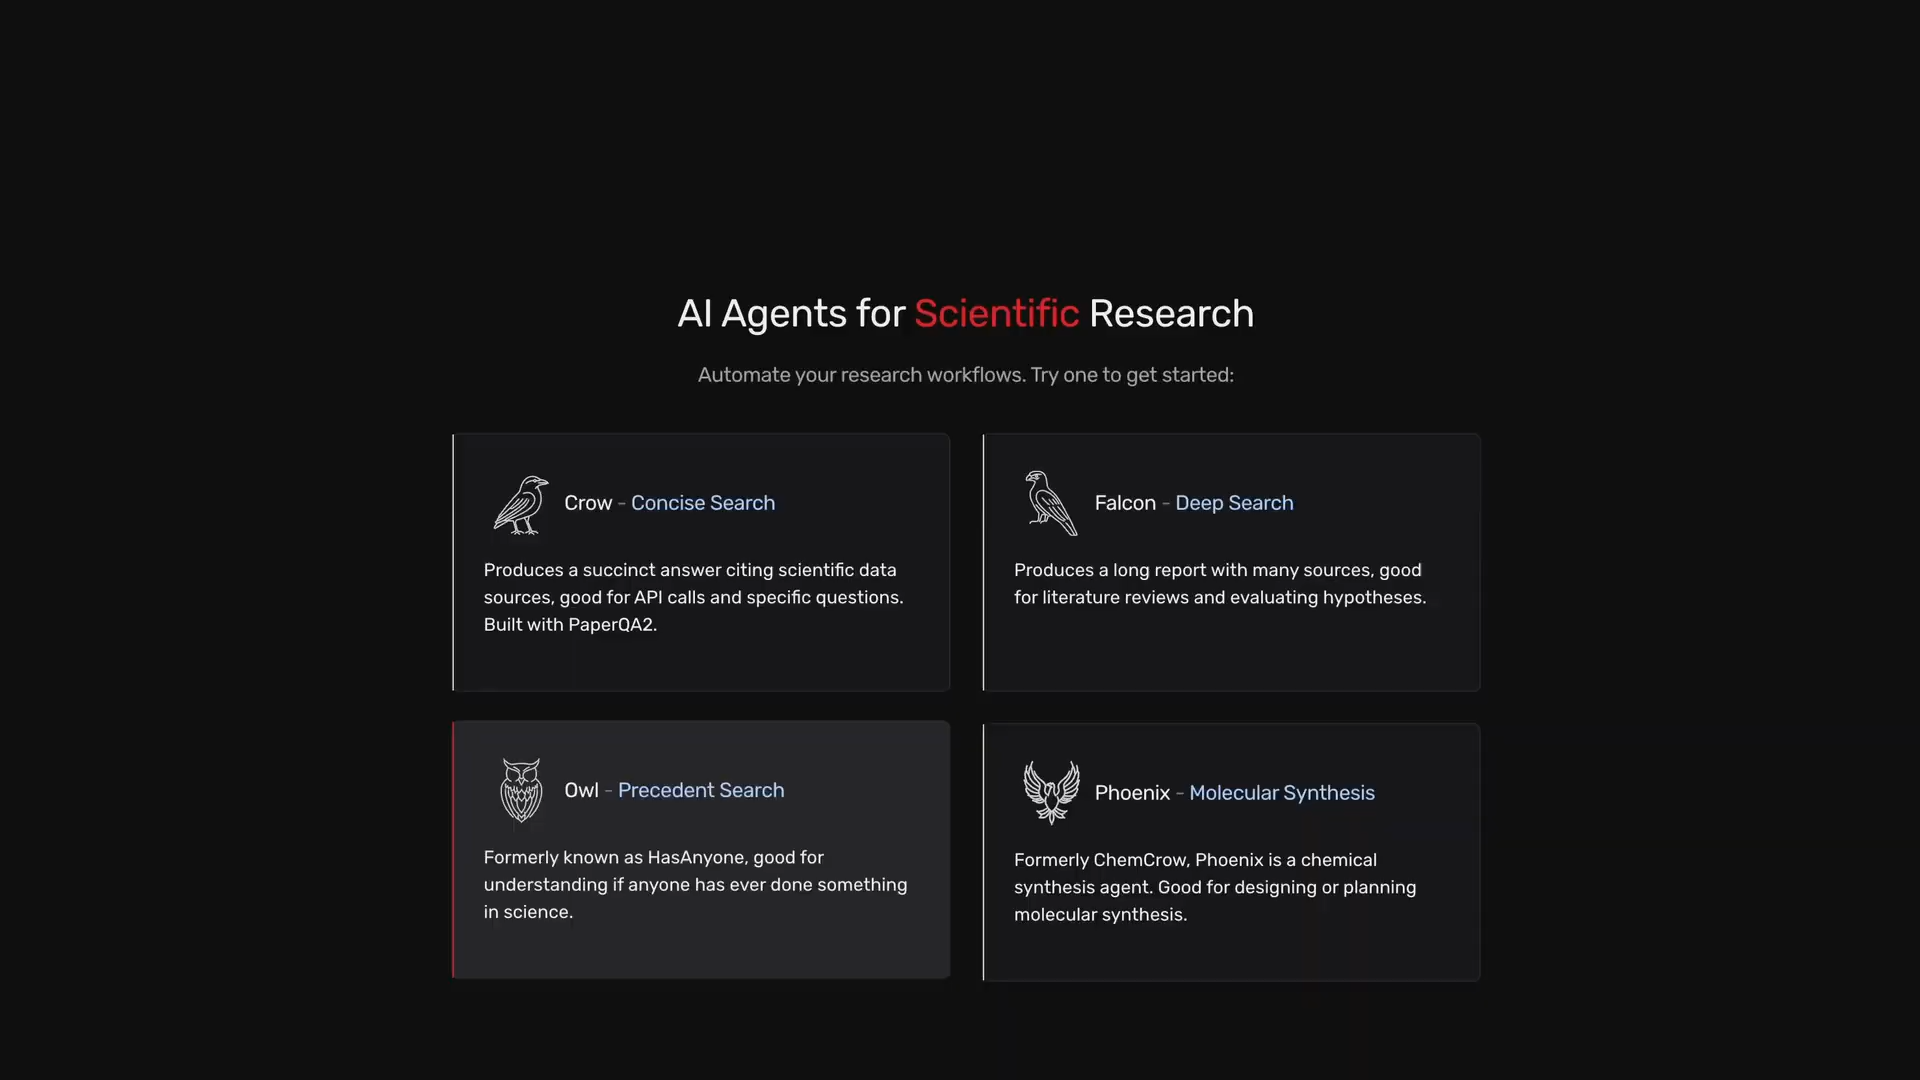 AI Agents for Scientific Research
Automate your research workflows. Try one to get started:
Crow - Concise Search
Produces a succinct answer citing scientific data
sources, good for API calls and specific questions.
Built with PaperQA2.
Falcon - Deep Search
Produces a long report with many sources, good
for literature reviews and evaluating hypotheses.
Owl - Precedent Search
Formerly known as HasAnyone, good for
understanding if anyone has ever done something
in science.
Phoenix - Molecular Synthesis
Formerly ChemCrow, Phoenix is a chemical
synthesis agent. Good for designing or planning
molecular synthesis.